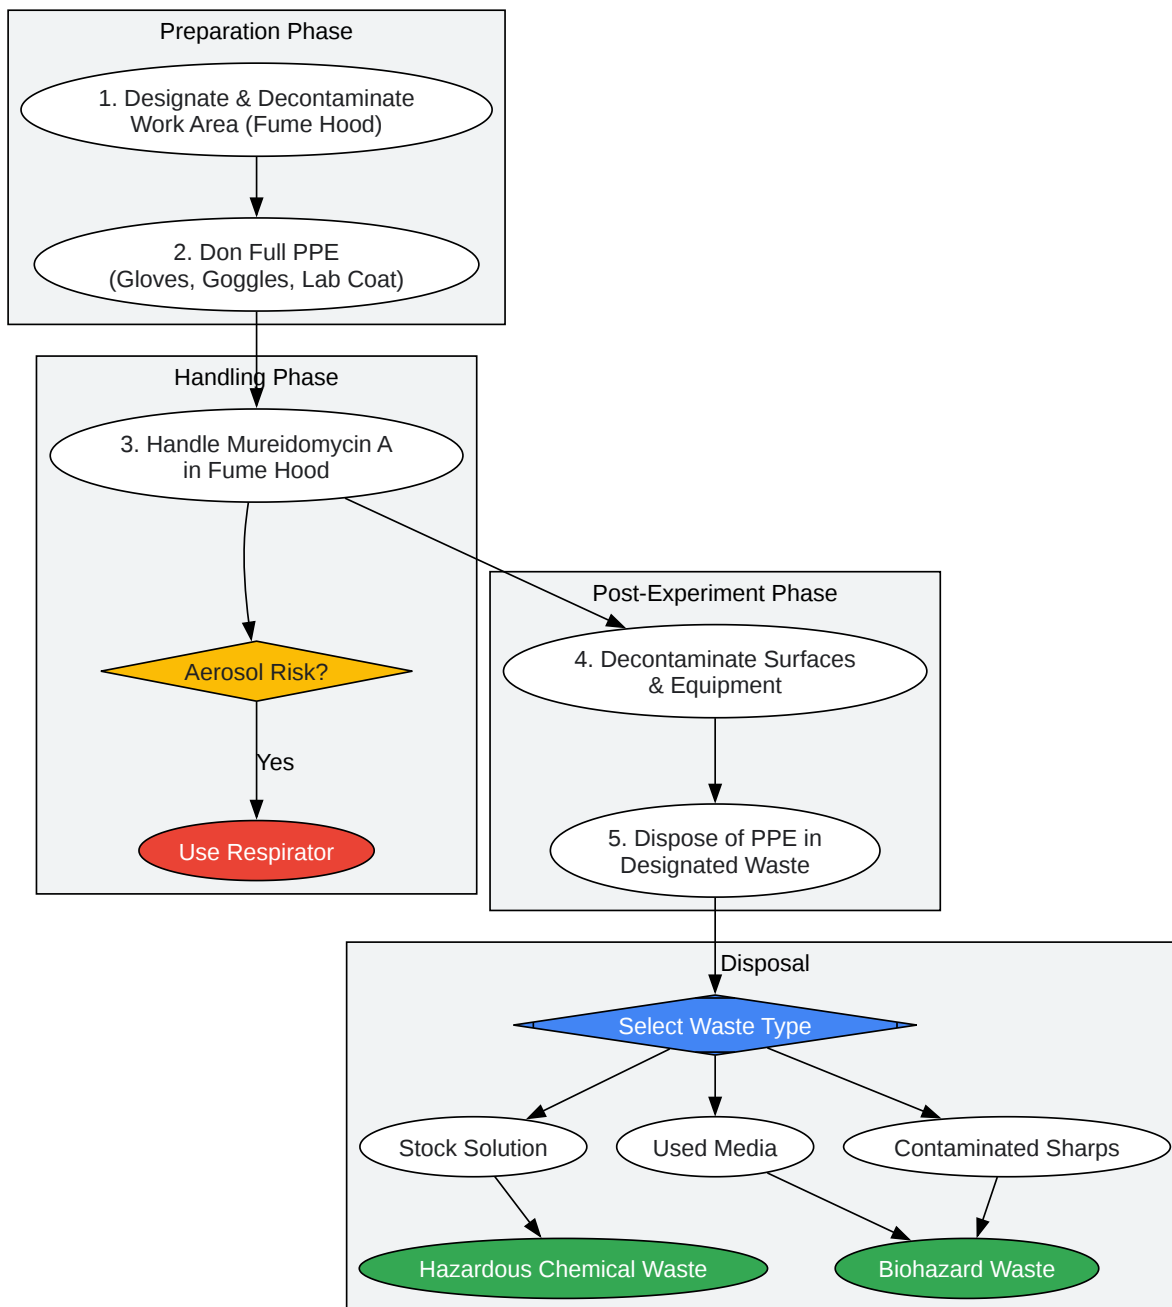 Preparation Phase
1. Designate & Decontaminate
Work Area (Fume Hood)
2. Don Full PPE
(Gloves, Goggles, Lab Coat)
Handling Phase
3. Handle Mureidomycin A
in Fume Hood
Aerosol Risk?
Yes
Use Respirator
Post-Experiment Phase
4. Decontaminate Surfaces
& Equipment
5. Dispose of PPE in
Designated Waste
Disposal
Select Waste Type
Stock Solution
Used Media
Contaminated Sharps
Hazardous Chemical Waste
Biohazard Waste